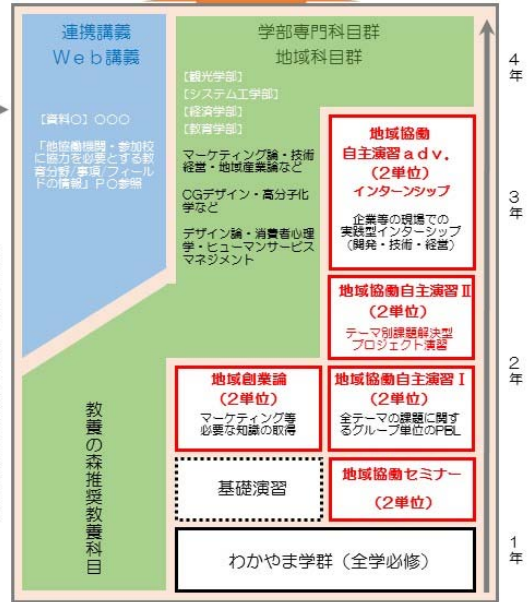 連携講義
Web講義
【資料〇】〇〇〇
「他協働機関・参加校
に協力を必要とする教
育分野/事項/フィール
ドの情報」PO参照
学部専門科目群
地域科目群
【観光学部】
【システム工学部】
【経済学部】
【教育学部】
マーケティング論・技術
経営・地域産業論など
CGデザイン・高分子化
学など
デザイン論・消費者心理
学・ヒューマンサービス
マネジメント
地域協働
自主演習adv.
(2単位)
インターンシップ
企業等の現場での
実践型インターシップ
(開発・技術・経営)
地域協働自主演習Ⅱ
(2単位)
テーマ別課題解決型
プロジェクト演習
地域創業論
(2単位)
マーケティング等
必要な知識の取得
地域協働自主演習Ⅰ
(2単位)
全テーマの課題に関す
るグループ単位のPBL
基礎演習
地域協働セミナー
(2単位)
わかやま学群(全学必修)
教養の森推奨教養科目
4年
3年
2年
1年